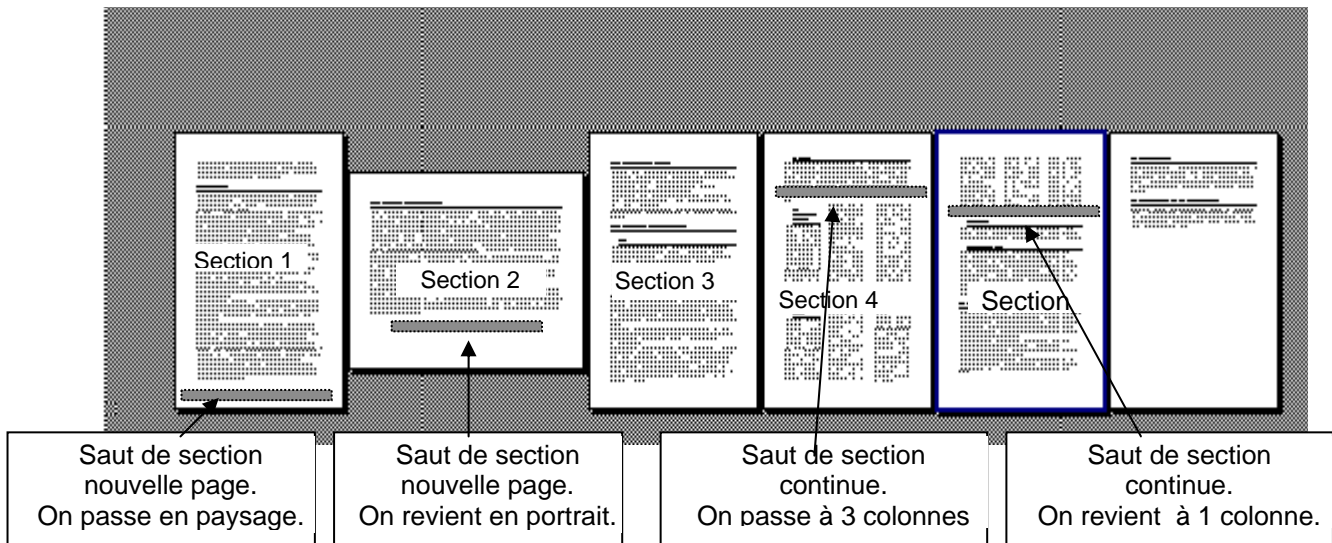 Section 1
Section 2
Section 3
Section 4
Section
Saut de section
nouvelle page.
On passe en paysage.
Saut de section
nouvelle page.
On revient en portrait.
Saut de section
continue.
On passe à 3 colonnes
Saut de section
continue.
On revient à 1 colonne.